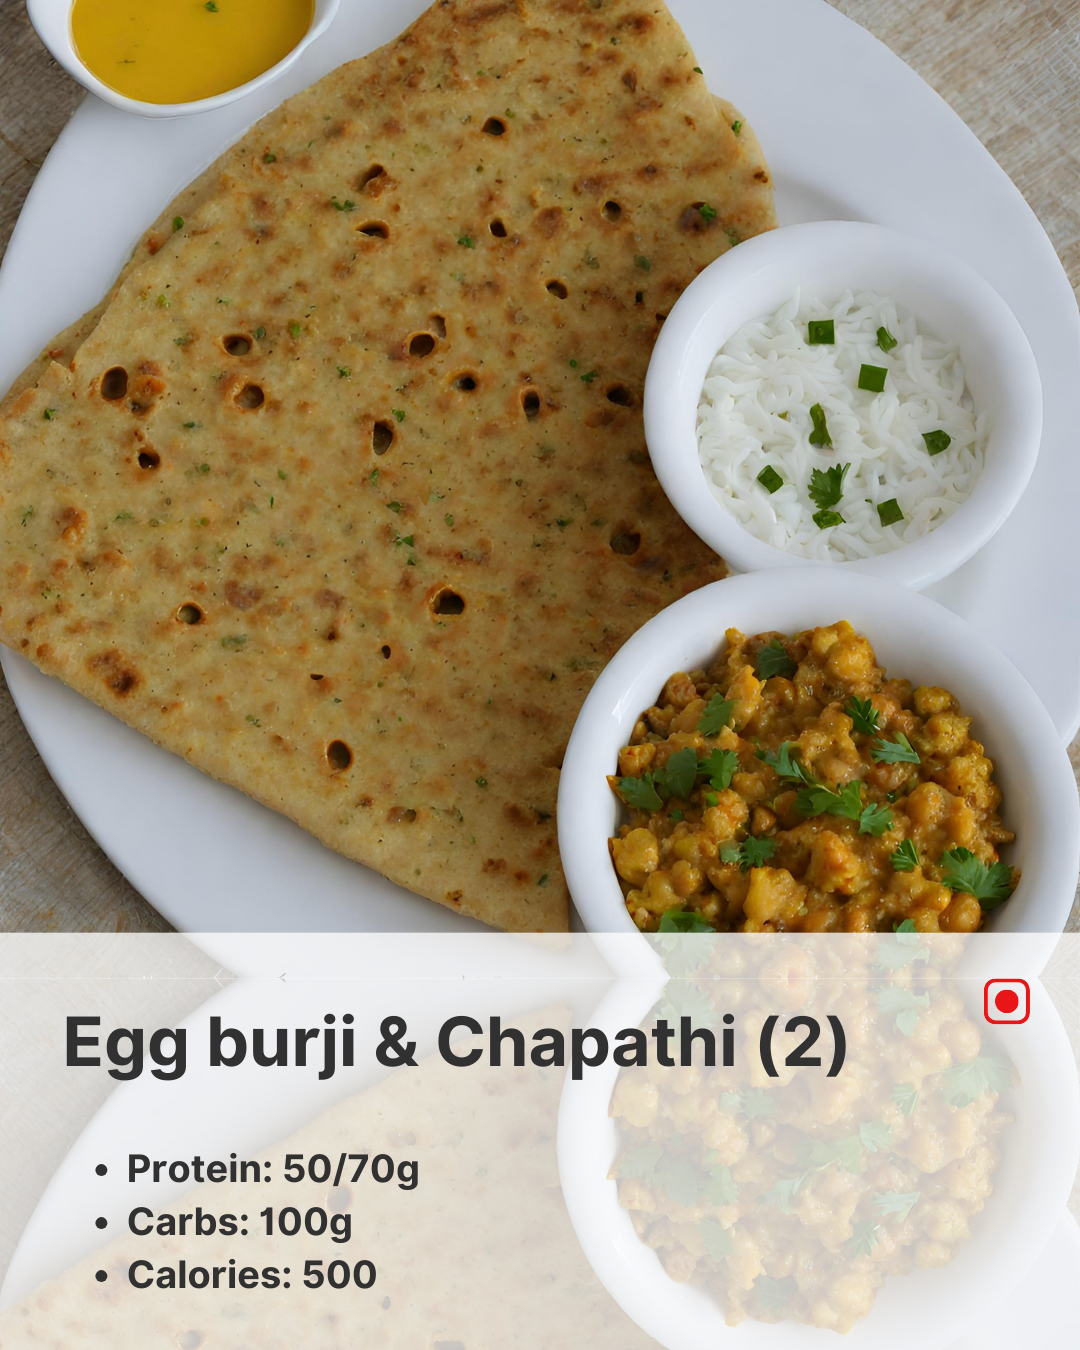 Egg burji & Chapathi (2)
• Protein: 50/70g
• Carbs: 100g
• Calories: 500